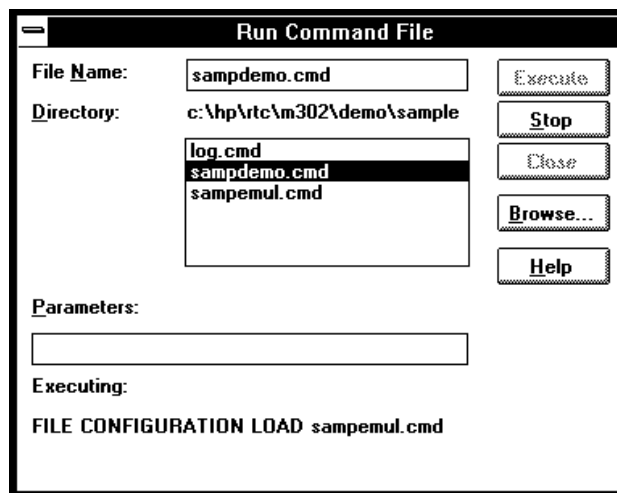 Run Command File
File Name:
sampdemo.cmd
Execute
Directory:
c:\hp\rtc\m302\demo\sample
Stop
log.cmd
sampdemo.cmd
sampemul.cmd
Close
Browse...
Help
Parameters:
Executing:
FILE CONFIGURATION LOAD sampemul.cmd